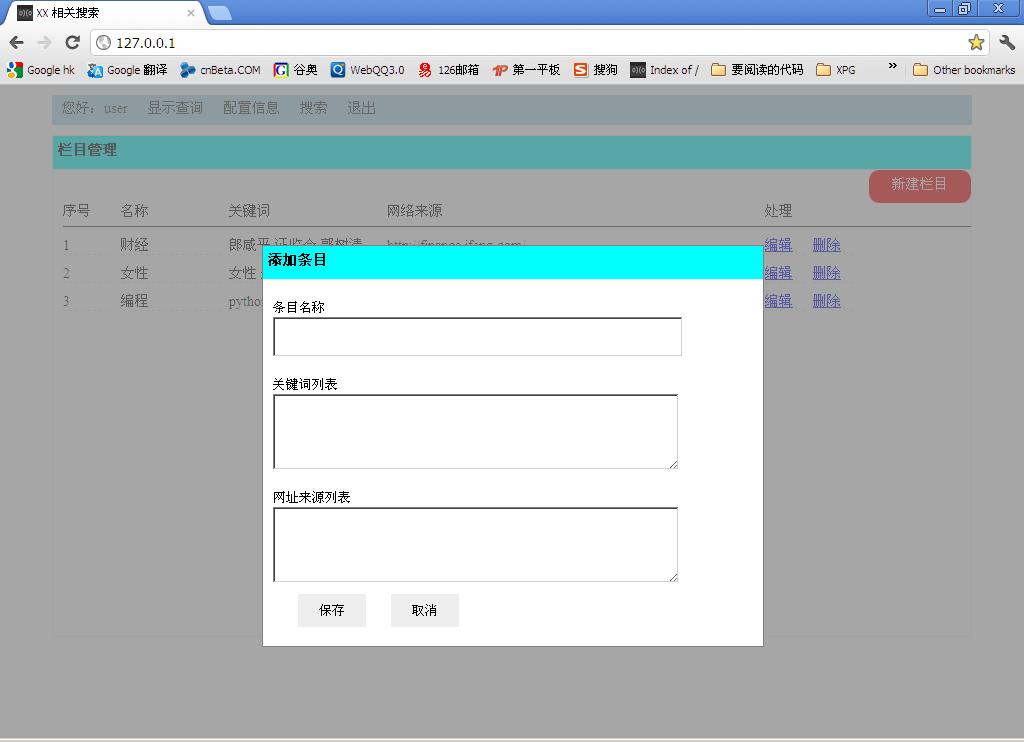 XX 相关搜索
127.0.0.1
Google hk Google 翻译 cnBeta.COM 谷奥 WebQQ3.0 126邮箱 第一平板 搜狗 Index of / 要阅读的代码 XPG » Other bookmarks
您好：user 显示查询 配置信息 搜索 退出
栏目管理
新建栏目
序号 名称 关键词 网络来源 处理
1 财经 郎咸平 证监会 郭树清 http://finance.ifeng.com/ 编辑 删除
2 女性 女性 编辑 删除
3 编程 python 编辑 删除
添加条目
条目名称
关键词列表
网址来源列表
保存 取消